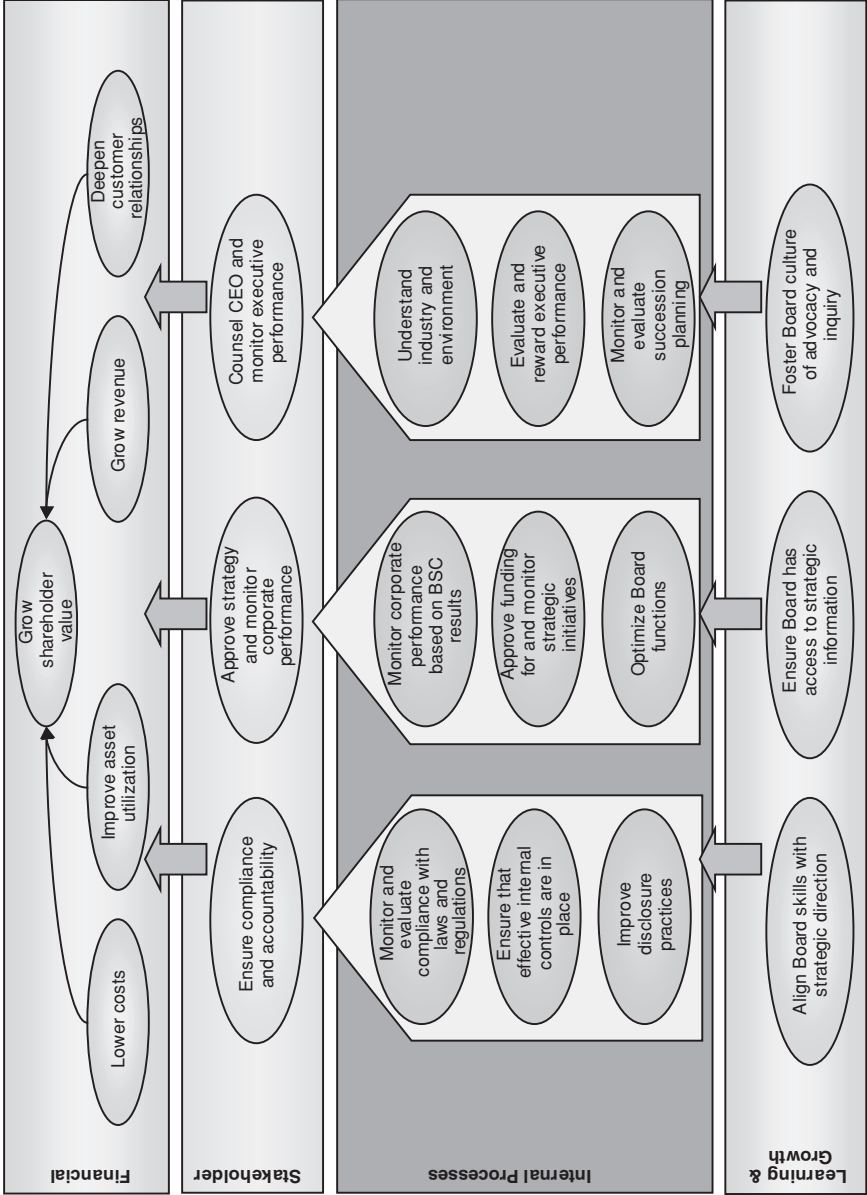 Financial
Grow
shareholder
value
Lower costs
Improve asset
utilization
Grow revenue
Deepen
customer
relationships
Stakeholder
Ensure compliance
and accountability
Approve strategy
and monitor
corporate
performance
Counsel CEO and
monitor executive
performance
Internal Processes
Monitor and
evaluate
compliance with
laws and
regulations
Ensure that
effective internal
controls are in
place
Improve
disclosure
practices
Monitor corporate
performance
based on BSC
results
Approve funding
for and monitor
strategic
initiatives
Optimize Board
functions
Understand
industry and
environment
Evaluate and
reward executive
performance
Monitor and
evaluate
succession
planning
Learning &
Growth
Align Board skills with
strategic direction
Ensure Board has
access to strategic
information
Foster Board culture
of advocacy and
inquiry